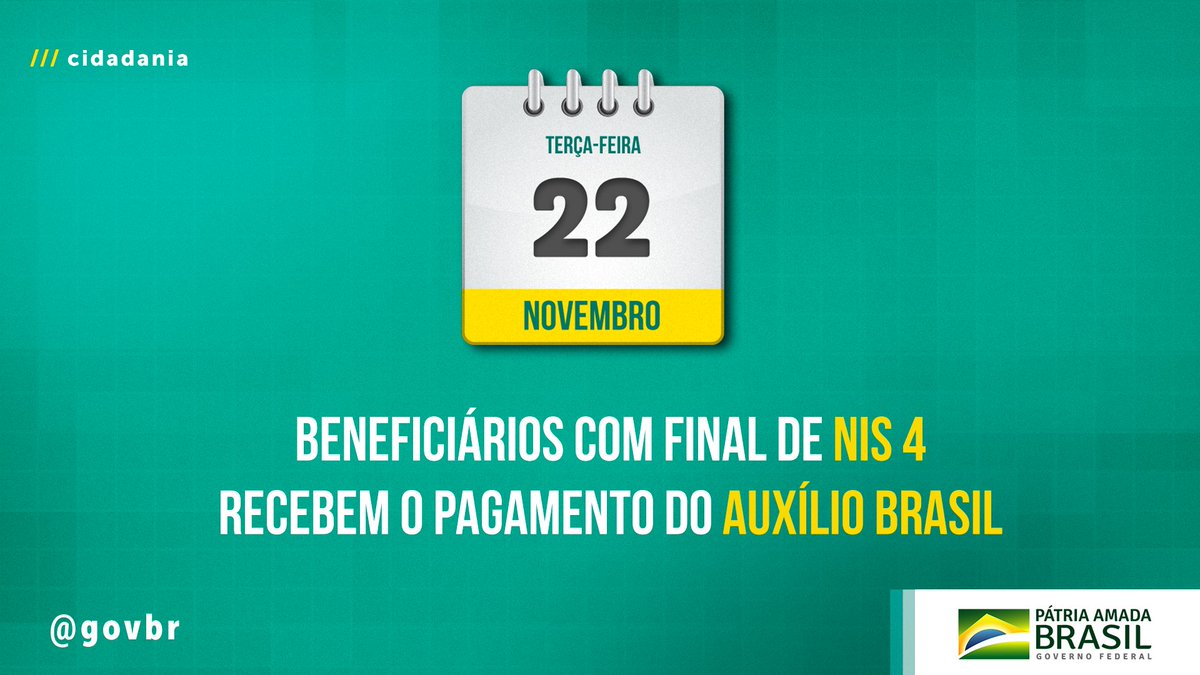 /// cidadania
TERÇA-FEIRA
22
NOVEMBRO
BENEFICIÁRIOS COM FINAL DE NIS 4
RECEBEM O PAGAMENTO DO AUXÍLIO BRASIL
@govbr
PÁTRIA AMADA
BRASIL
GOVERNO FEDERAL